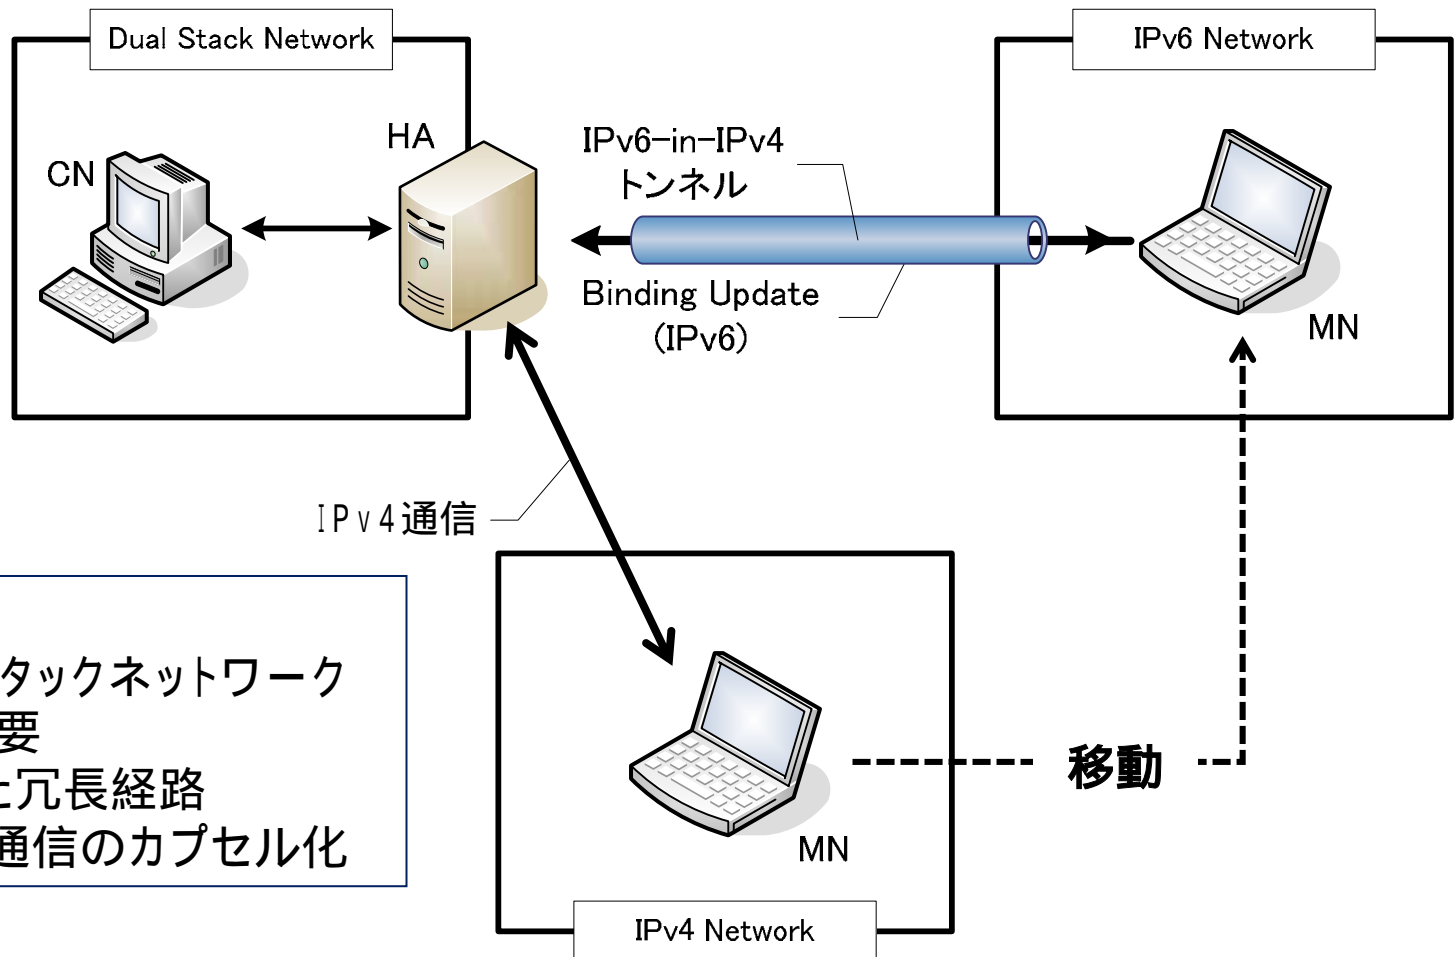 Dual Stack Network
IPv6 Network
HA
CN
IPv6-in-IPv4
トンネル
Binding Update
(IPv6)
MN
IPv4通信
タックネットワーク
要
冗長経路
通信のカプセル化
移動
MN
IPv4 Network